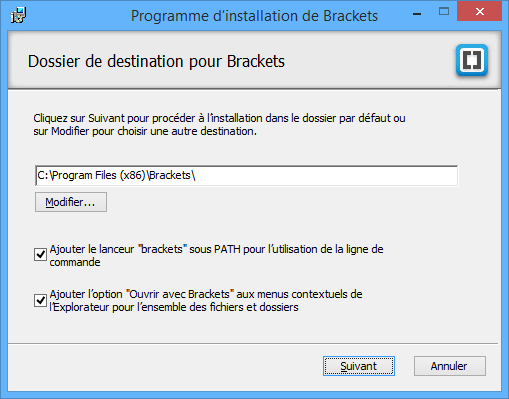 Programme d'installation de Brackets
Dossier de destination pour Brackets
Cliquez sur Suivant pour procéder à l'installation dans le dossier par défaut ou
sur Modifier pour choisir une autre destination.
C:\Program Files (x86)\Brackets\
Modifier...
Ajouter le lanceur "brackets" sous PATH pour l'utilisation de la ligne de
commande
Ajouter l'option "Ouvrir avec Brackets" aux menus contextuels de
l'Explorateur pour l'ensemble des fichiers et dossiers
Suivant
Annuler